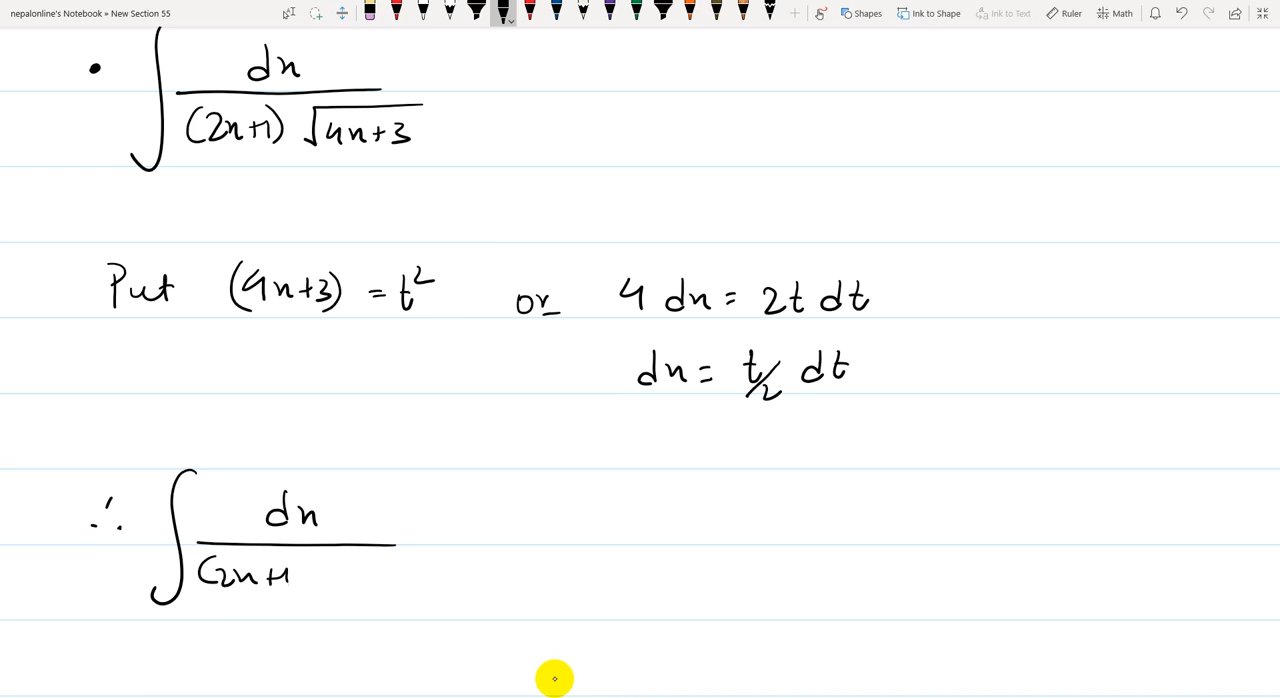 nepalonline's Notebook » New Section 55
Shapes Ink to Shape Ink to Text Ruler Math
• ∫ dx / (2x+1) √4x+3
Put (4x+3) = t² or 4 dx = 2t dt
dx = t/2 dt
∴ ∫ dx / (2x+1